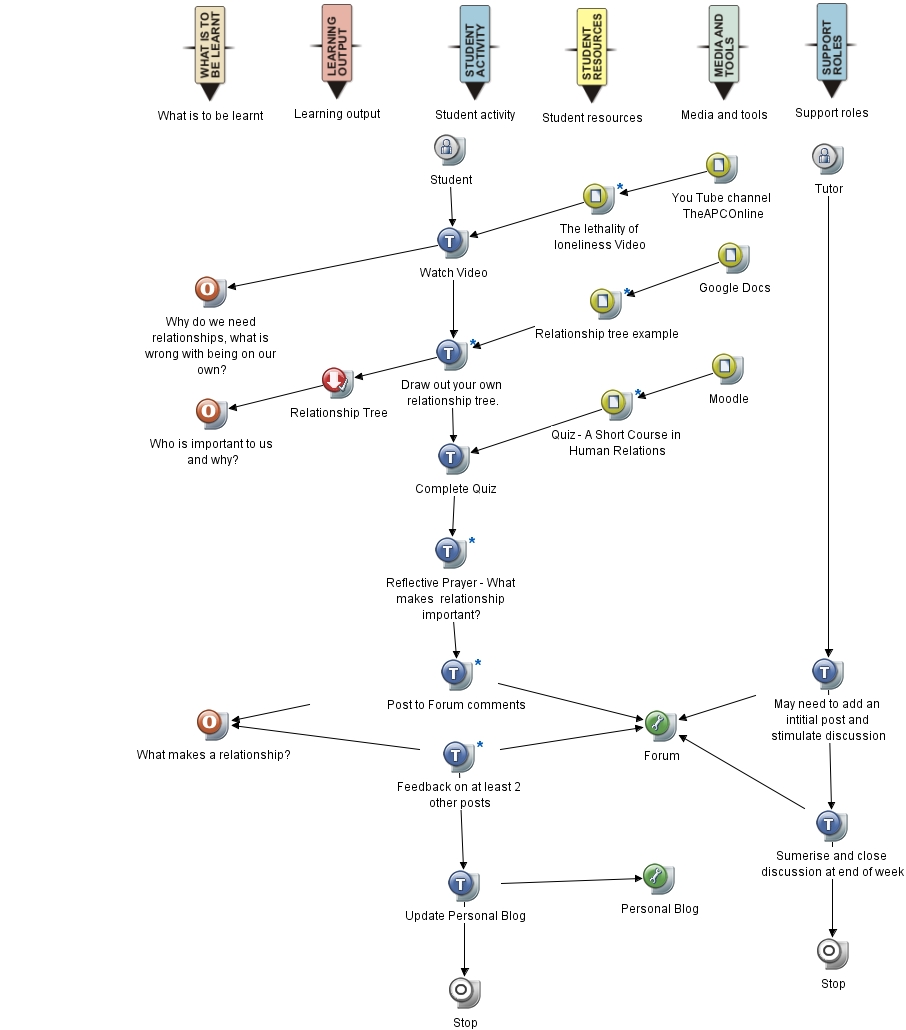 WHAT IS TO
BE LEARNT
LEARNING
OUTPUT
STUDENT
ACTIVITY
STUDENT
RESOURCES
MEDIA AND
TOOLS
SUPPORT
ROLES
What is to be learnt
Learning output
Student activity
Student resources
Media and tools
Support roles
Student
Tutor
You Tube channel
TheAPCOnline
The lethality of
loneliness Video
Watch Video
Google Docs
Why do we need
relationships, what is
wrong with being on our
own?
Relationship tree example
Draw out your own
relationship tree.
Relationship Tree
Moodle
Who is important to us
and why?
Quiz - A Short Course in
Human Relations
Complete Quiz
Reflective Prayer - What
makes relationship
important?
Post to Forum comments
May need to add an
intitial post and
stimulate discussion
What makes a relationship?
Forum
Feedback on at least 2
other posts
Sumerise and close
discussion at end of week
Update Personal Blog
Personal Blog
Stop
Stop